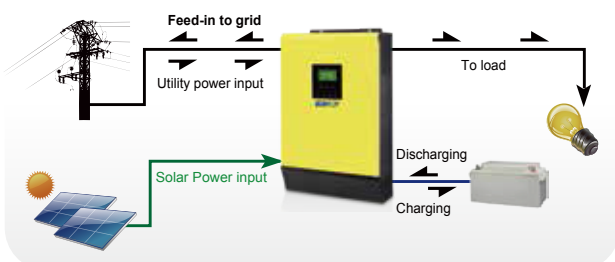 Feed-in to grid
Utility power input
To load
Solar Power input
Discharging
Charging